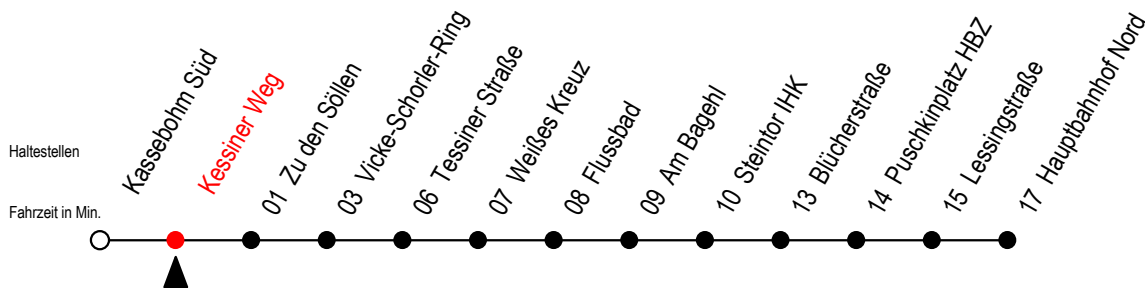 Haltestellen
Fahrzeit in Min.
Kassebohm Süd
Kessiner Weg
01 Zu den Söllen
03 Vicke-Schorler-Ring
06 Tessiner Straße
07 Weißes Kreuz
08 Flussbad
09 Am Bagehl
10 Steintor IHK
13 Blücherstraße
14 Puschkinplatz HBZ
15 Lessingstraße
17 Hauptbahnhof Nord